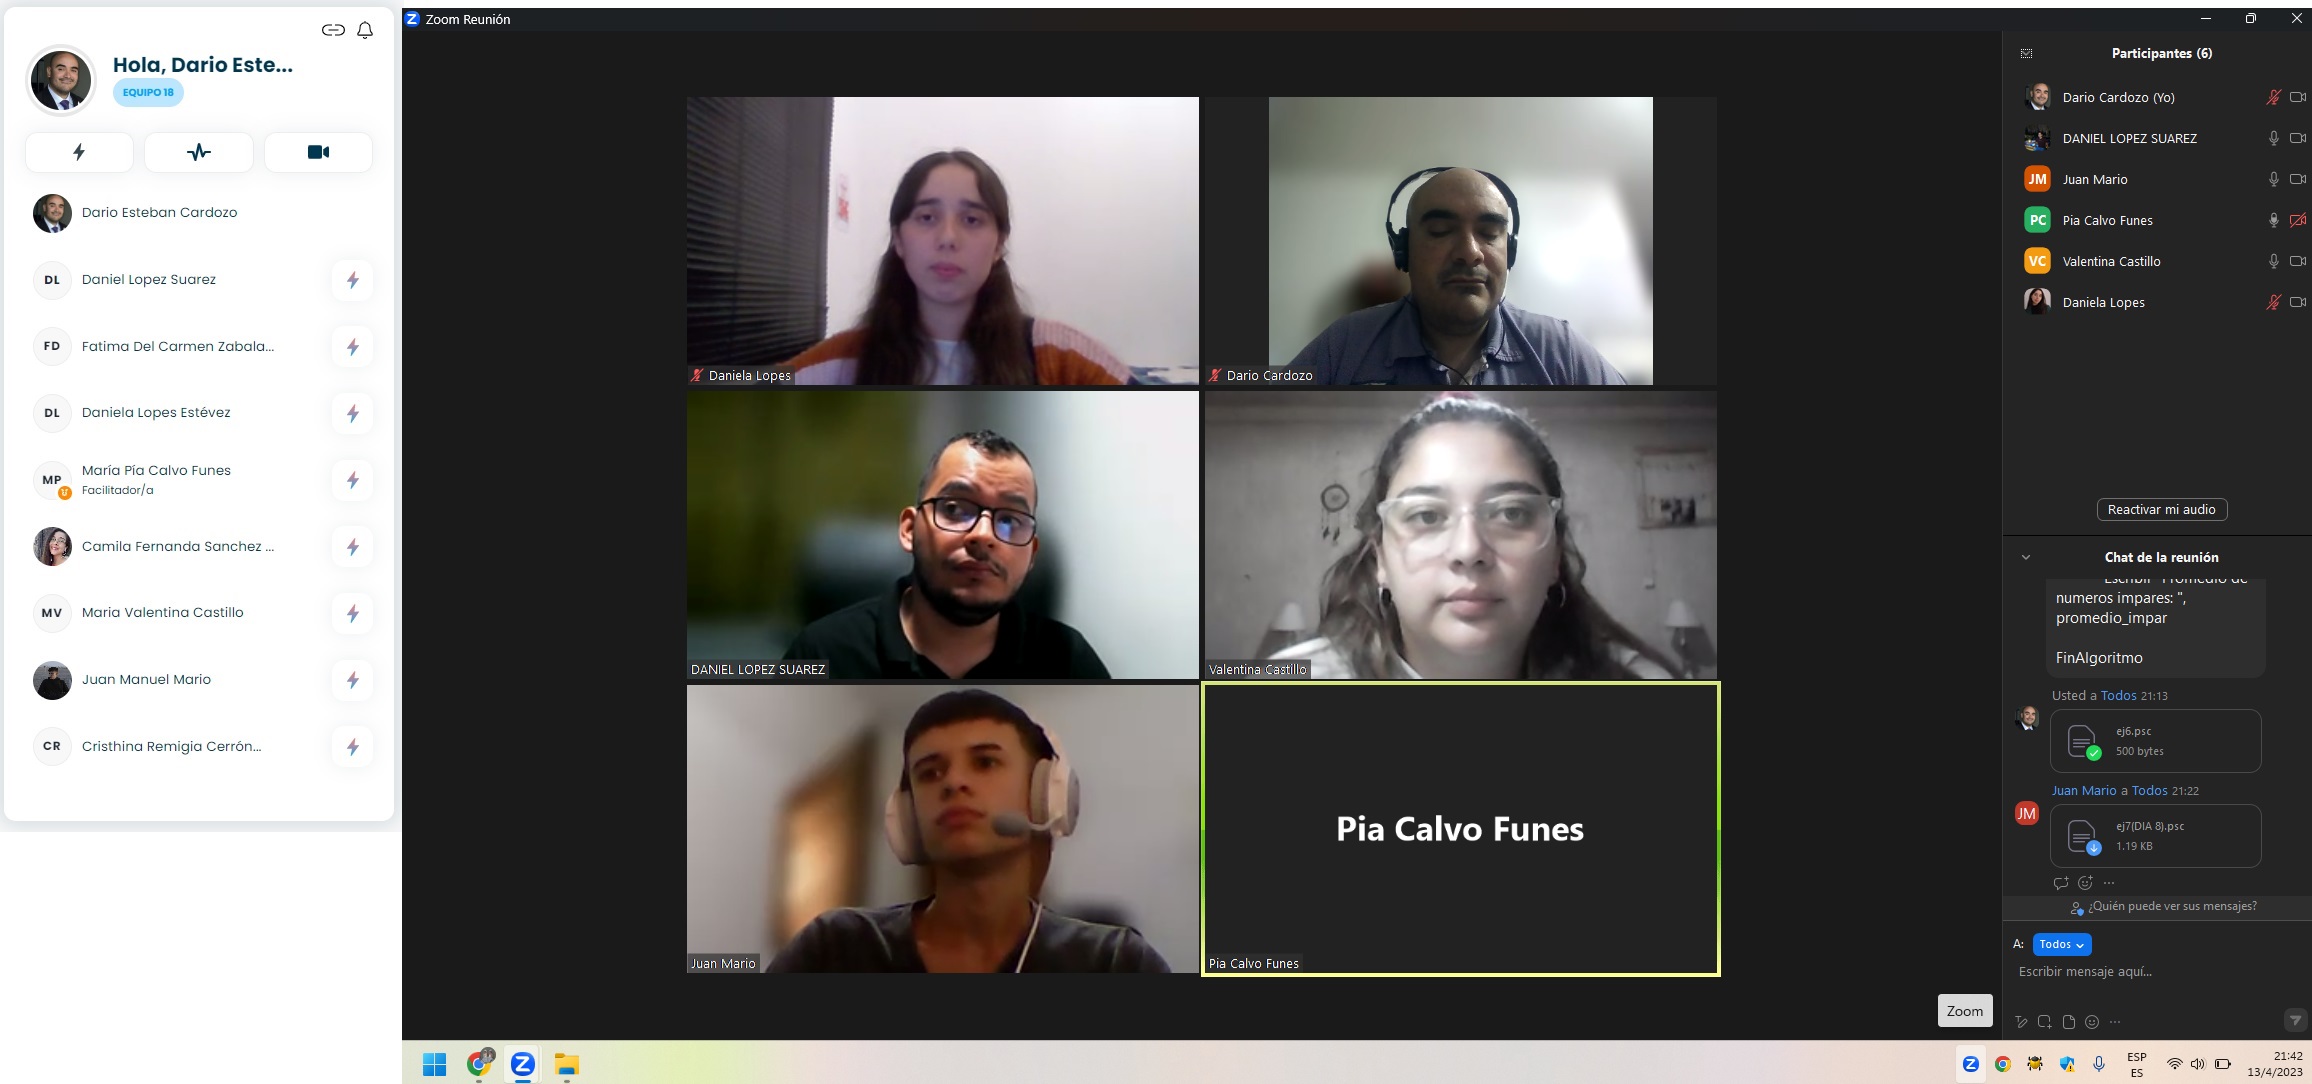 Hola, Dario Este...
EQUIPO 18
Dario Esteban Cardozo
DL
Daniel Lopez Suarez
FD
Fatima Del Carmen Zabala...
DL
Daniela Lopes Estévez
MP
María Pía Calvo Funes
Facilitador/a
Camila Fernanda Sanchez ...
MV
Maria Valentina Castillo
Juan Manuel Mario
CR
Cristhina Remigia Cerrón...
Zoom Reunión
Daniela Lopes
Dario Cardozo
DANIEL LOPEZ SUAREZ
Valentina Castillo
Juan Mario
Pia Calvo Funes
Pia Calvo Funes
Zoom
Participantes (6)
Dario Cardozo (Yo)
DANIEL LOPEZ SUAREZ
JM
Juan Mario
PC
Pia Calvo Funes
VC
Valentina Castillo
Daniela Lopes
Reactivar mi audio
Chat de la reunión
Escribir "Promedio de
numeros impares: ",
promedio_impar
FinAlgoritmo
Usted a Todos 21:13
ej6.psc
500 bytes
Juan Mario a Todos 21:22
JM
ej7(DIA 8).psc
1.19 KB
¿Quién puede ver sus mensajes?
A: Todos
Escribir mensaje aquí...
ESP
ES
21:42
13/4/2023